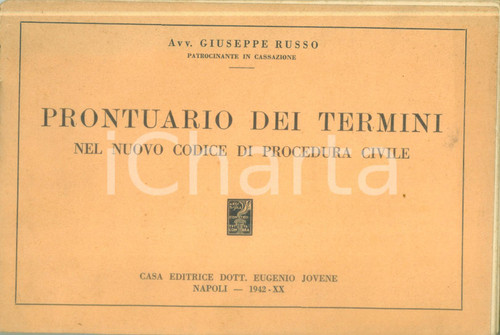 Avv. GIUSEPPE RUSSO
PATROCINANTE IN CASSAZIONE
PRONTUARIO DEI TERMINI
NEL NUOVO CODICE DI PROCEDURA CIVILE
iCharta
CASA EDITRICE DOTT. EUGENIO JOVENE
NAPOLI — 1942-XX